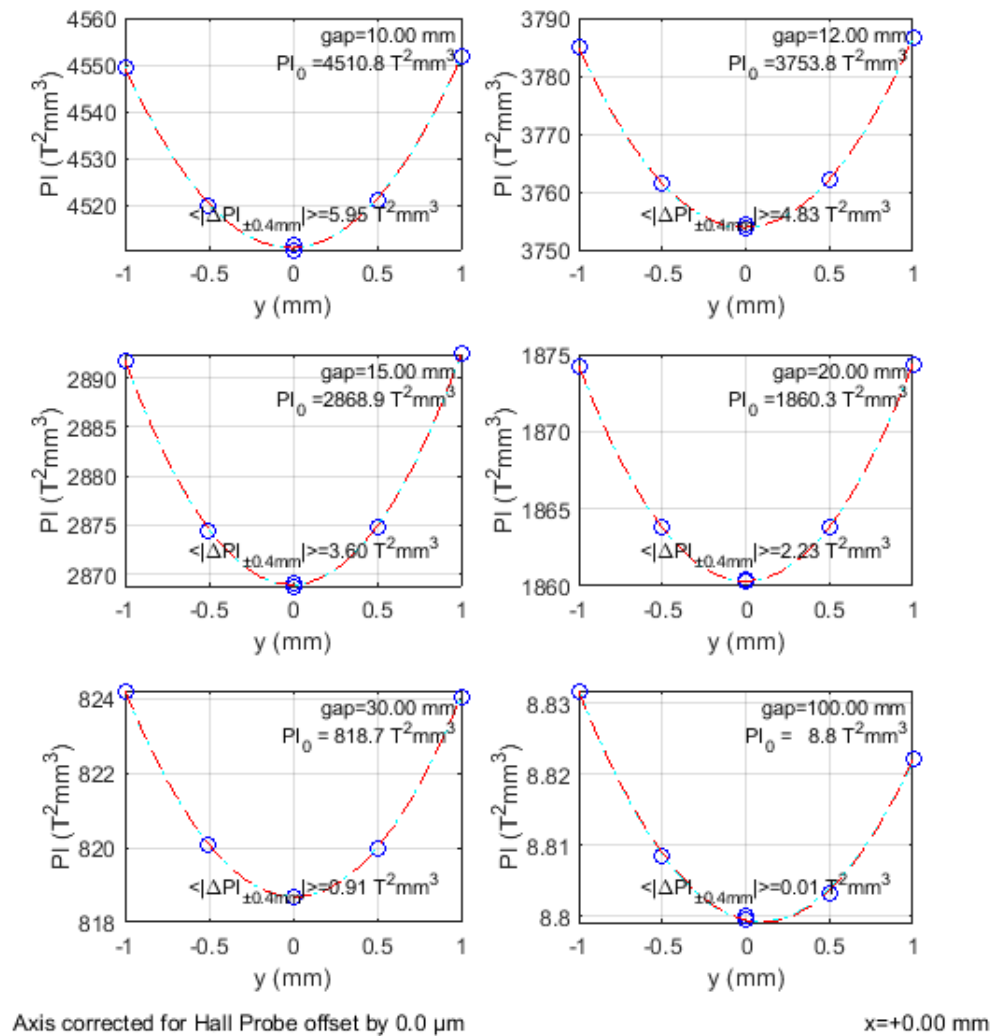 4560
4550
4540
4530
4520
PI (T²mm³)
gap=10.00 mm
PI₀ =4510.8 T²mm³
<|ΔPI±0.4mm|>=5.95 T²mm³
-1 -0.5 0 0.5 1
y (mm)
3790
3780
3770
3760
3750
PI (T²mm³)
gap=12.00 mm
PI₀ =3753.8 T²mm³
<|ΔPI±0.4mm|>=4.83 T²mm³
-1 -0.5 0 0.5 1
y (mm)
2890
2885
2880
2875
2870
PI (T²mm³)
gap=15.00 mm
PI₀ =2868.9 T²mm³
<|ΔPI±0.4mm|>=3.60 T²mm³
-1 -0.5 0 0.5 1
y (mm)
1875
1870
1865
1860
PI (T²mm³)
gap=20.00 mm
PI₀ =1860.3 T²mm³
<|ΔPI±0.4mm|>=2.23 T²mm³
-1 -0.5 0 0.5 1
y (mm)
824
822
820
818
PI (T²mm³)
gap=30.00 mm
PI₀ = 818.7 T²mm³
<|ΔPI±0.4mm|>=0.91 T²mm³
-1 -0.5 0 0.5 1
y (mm)
8.83
8.82
8.81
8.8
PI (T²mm³)
gap=100.00 mm
PI₀ = 8.8 T²mm³
<|ΔPI±0.4mm|>=0.01 T²mm³
-1 -0.5 0 0.5 1
y (mm)
Axis corrected for Hall Probe offset by 0.0 µm
x=+0.00 mm